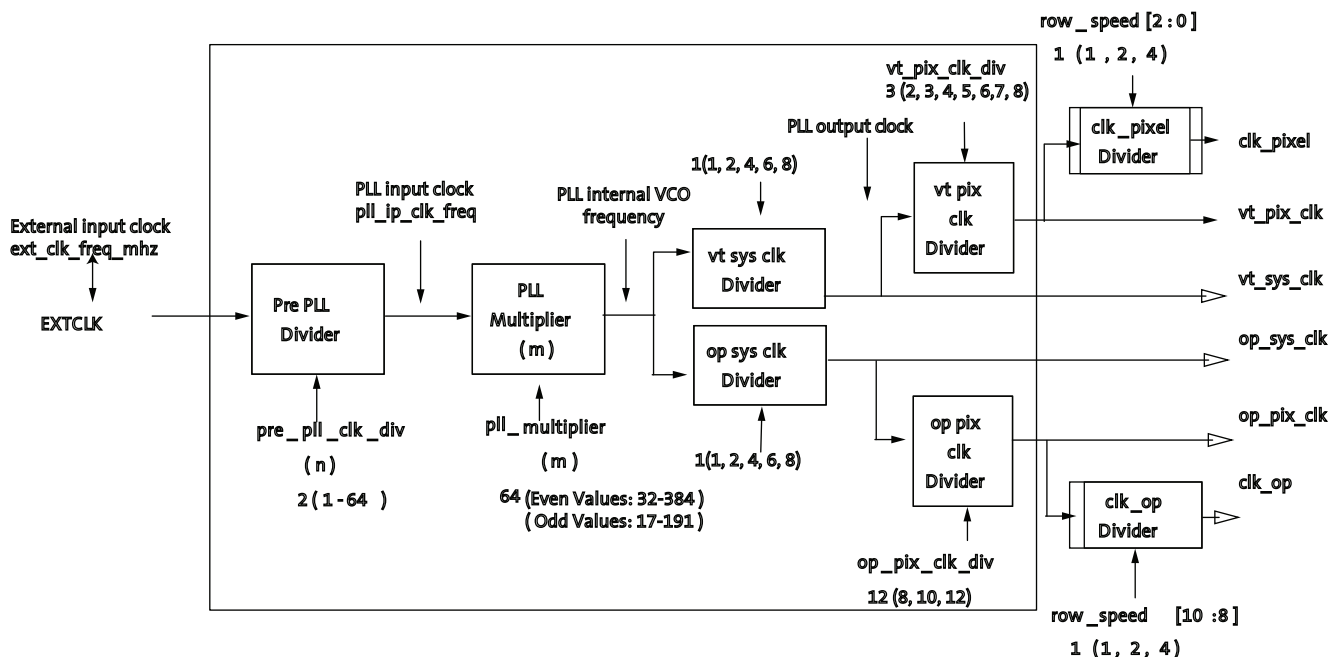 row_speed [2:0]
1 (1, 2, 4)
vt_pix_clk_div
3 (2, 3, 4, 5, 6,7, 8)
PLL output clock
clk_pixel
Divider
clk_pixel
1(1, 2, 4, 6, 8)
PLL input clock
pll_ip_clk_freq
PLL internal VCO
frequency
vt pix
clk
Divider
vt_pix_clk
External input clock
ext_clk_freq_mhz
vt sys clk
Divider
vt_sys_clk
EXTCLK
Pre PLL
Divider
PLL
Multiplier
(m)
op sys clk
Divider
op_sys_clk
pre_pll_clk_div
(n)
2 (1-64 )
pll_multiplier
(m)
64 (Even Values: 32-384)
(Odd Values: 17-191)
1(1, 2, 4, 6, 8)
op pix
clk
Divider
op_pix_clk
clk_op
Divider
clk_op
op_pix_clk_div
12 (8, 10, 12)
row_speed [10 :8]
1 (1, 2, 4)